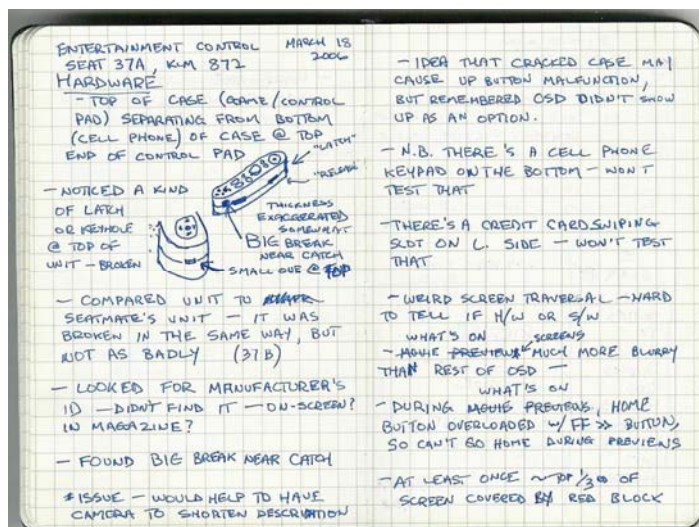 ENTERTAINMENT CONTROL MARCH 18
SEAT 37A, KLM 872 2006
HARDWARE
- TOP OF CASE (GAME/CONTROL
PAD) SEPARATING FROM BOTTOM
(CELL PHONE) OF CASE @ TOP
END OF CONTROL PAD
"LATCH"
"RELEASE"
- NOTICED A KIND
OF LATCH
OR KEYHOLE
@ TOP OF
UNIT - BROKEN
THICKNESS
EXAGGERATED
SOMEWHAT
BIG BREAK
NEAR CATCH
SMALL ONE @ TOP
- COMPARED UNIT TO
SEATMATE'S UNIT - IT WAS
BROKEN IN THE SAME WAY, BUT
NOT AS BADLY (37B)
- LOOKED FOR MANUFACTURER'S
ID - DIDN'T FIND IT - ON-SCREEN?
IN MAGAZINE?
- FOUND BIG BREAK NEAR CATCH
* ISSUE - WOULD HELP TO HAVE
CAMERA TO SHORTEN DESCRIPTION
- IDEA THAT CRACKED CASE MAY
CAUSE UP BUTTON MALFUNCTION,
BUT REMEMBERED OSD DIDN'T SHOW
UP AS AN OPTION.
- N.B. THERE'S A CELL PHONE
KEYPAD ON THE BOTTOM - WON'T
TEST THAT
- THERE'S A CREDIT CARD SWIPING
SLOT ON L. SIDE - WON'T TEST
THAT
- WEIRD SCREEN TRAVERSAL - HARD
TO TELL IF H/W OR S/W
WHAT'S ON SCREENS
- MOVIE PREVIEWS MUCH MORE BLURRY
THAN REST OF OSD -
WHAT'S ON
- DURING MOVIE PREVIEWS, HOME
BUTTON OVERLOADED W/ FF >> BUTTON,
SO CAN'T GO HOME DURING PREVIEWS
- AT LEAST ONCE ~ TOP 1/3 OF
SCREEN COVERED BY RED BLOCK